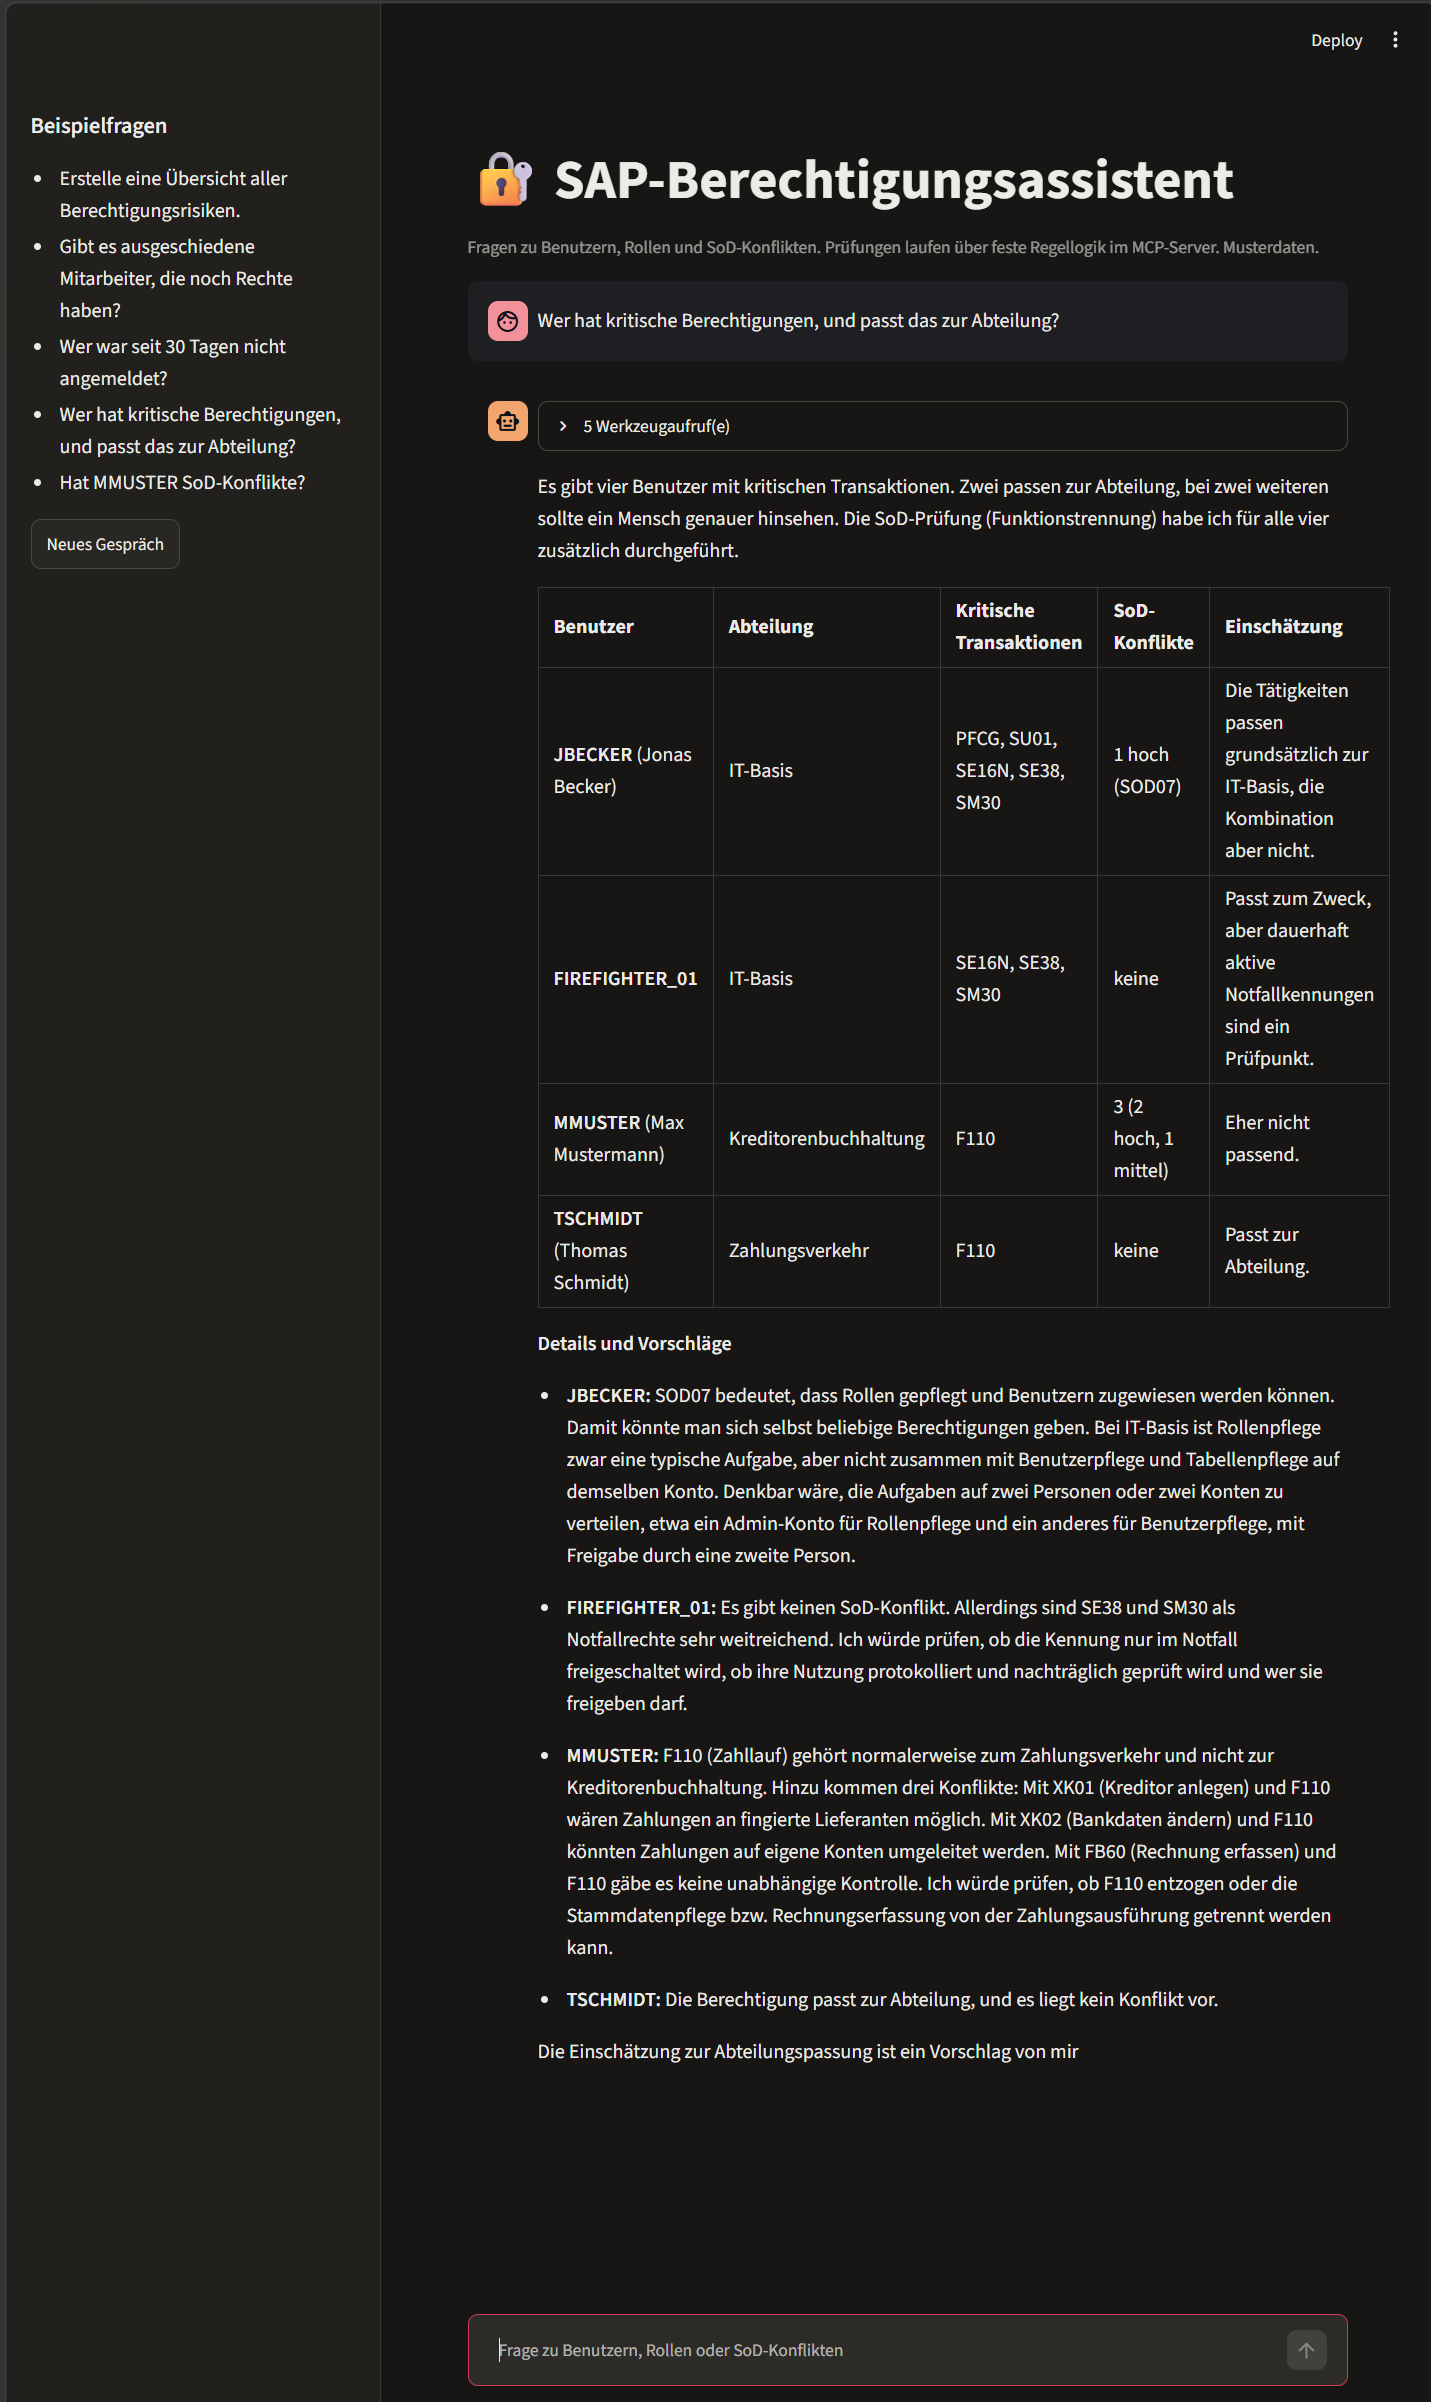 Deploy
Beispielfragen
Erstelle eine Übersicht aller
Berechtigungsrisiken.
Gibt es ausgeschiedene
Mitarbeiter, die noch Rechte
haben?
Wer war seit 30 Tagen nicht
angemeldet?
Wer hat kritische Berechtigungen,
und passt das zur Abteilung?
Hat MMUSTER SoD-Konflikte?
Neues Gespräch
SAP-Berechtigungsassistent
Fragen zu Benutzern, Rollen und SoD-Konflikten. Prüfungen laufen über feste Regellogik im MCP-Server. Musterdaten.
Wer hat kritische Berechtigungen, und passt das zur Abteilung?
5 Werkzeugaufruf(e)
Es gibt vier Benutzer mit kritischen Transaktionen. Zwei passen zur Abteilung, bei zwei weiteren
sollte ein Mensch genauer hinsehen. Die SoD-Prüfung (Funktionstrennung) habe ich für alle vier
zusätzlich durchgeführt.
Benutzer
Abteilung
Kritische
Transaktionen
SoD-
Konflikte
Einschätzung
JBECKER (Jonas
Becker)
IT-Basis
PFCG, SU01,
SE16N, SE38,
SM30
1 hoch
(SOD07)
Die Tätigkeiten
passen
grundsätzlich zur
IT-Basis, die
Kombination
aber nicht.
FIREFIGHTER_01
IT-Basis
SE16N, SE38,
SM30
keine
Passt zum Zweck,
aber dauerhaft
aktive
Notfallkennungen
sind ein
Prüfpunkt.
MMUSTER (Max
Mustermann)
Kreditorenbuchhaltung
F110
3 (2
hoch, 1
mittel)
Eher nicht
passend.
TSCHMIDT
(Thomas
Schmidt)
Zahlungsverkehr
F110
keine
Passt zur
Abteilung.
Details und Vorschläge
JBECKER: SOD07 bedeutet, dass Rollen gepflegt und Benutzern zugewiesen werden können.
Damit könnte man sich selbst beliebige Berechtigungen geben. Bei IT-Basis ist Rollenpflege
zwar eine typische Aufgabe, aber nicht zusammen mit Benutzerpflege und Tabellenpflege auf
demselben Konto. Denkbar wäre, die Aufgaben auf zwei Personen oder zwei Konten zu
verteilen, etwa ein Admin-Konto für Rollenpflege und ein anderes für Benutzerpflege, mit
Freigabe durch eine zweite Person.
FIREFIGHTER_01: Es gibt keinen SoD-Konflikt. Allerdings sind SE38 und SM30 als
Notfallrechte sehr weitreichend. Ich würde prüfen, ob die Kennung nur im Notfall
freigeschaltet wird, ob ihre Nutzung protokolliert und nachträglich geprüft wird und wer sie
freigeben darf.
MMUSTER: F110 (Zahllauf) gehört normalerweise zum Zahlungsverkehr und nicht zur
Kreditorenbuchhaltung. Hinzu kommen drei Konflikte: Mit XK01 (Kreditor anlegen) und F110
wären Zahlungen an fingierte Lieferanten möglich. Mit XK02 (Bankdaten ändern) und F110
könnten Zahlungen auf eigene Konten umgeleitet werden. Mit FB60 (Rechnung erfassen) und
F110 gäbe es keine unabhängige Kontrolle. Ich würde prüfen, ob F110 entzogen oder die
Stammdatenpflege bzw. Rechnungserfassung von der Zahlungsausführung getrennt werden
kann.
TSCHMIDT: Die Berechtigung passt zur Abteilung, und es liegt kein Konflikt vor.
Die Einschätzung zur Abteilungspassung ist ein Vorschlag von mir
Frage zu Benutzern, Rollen oder SoD-Konflikten